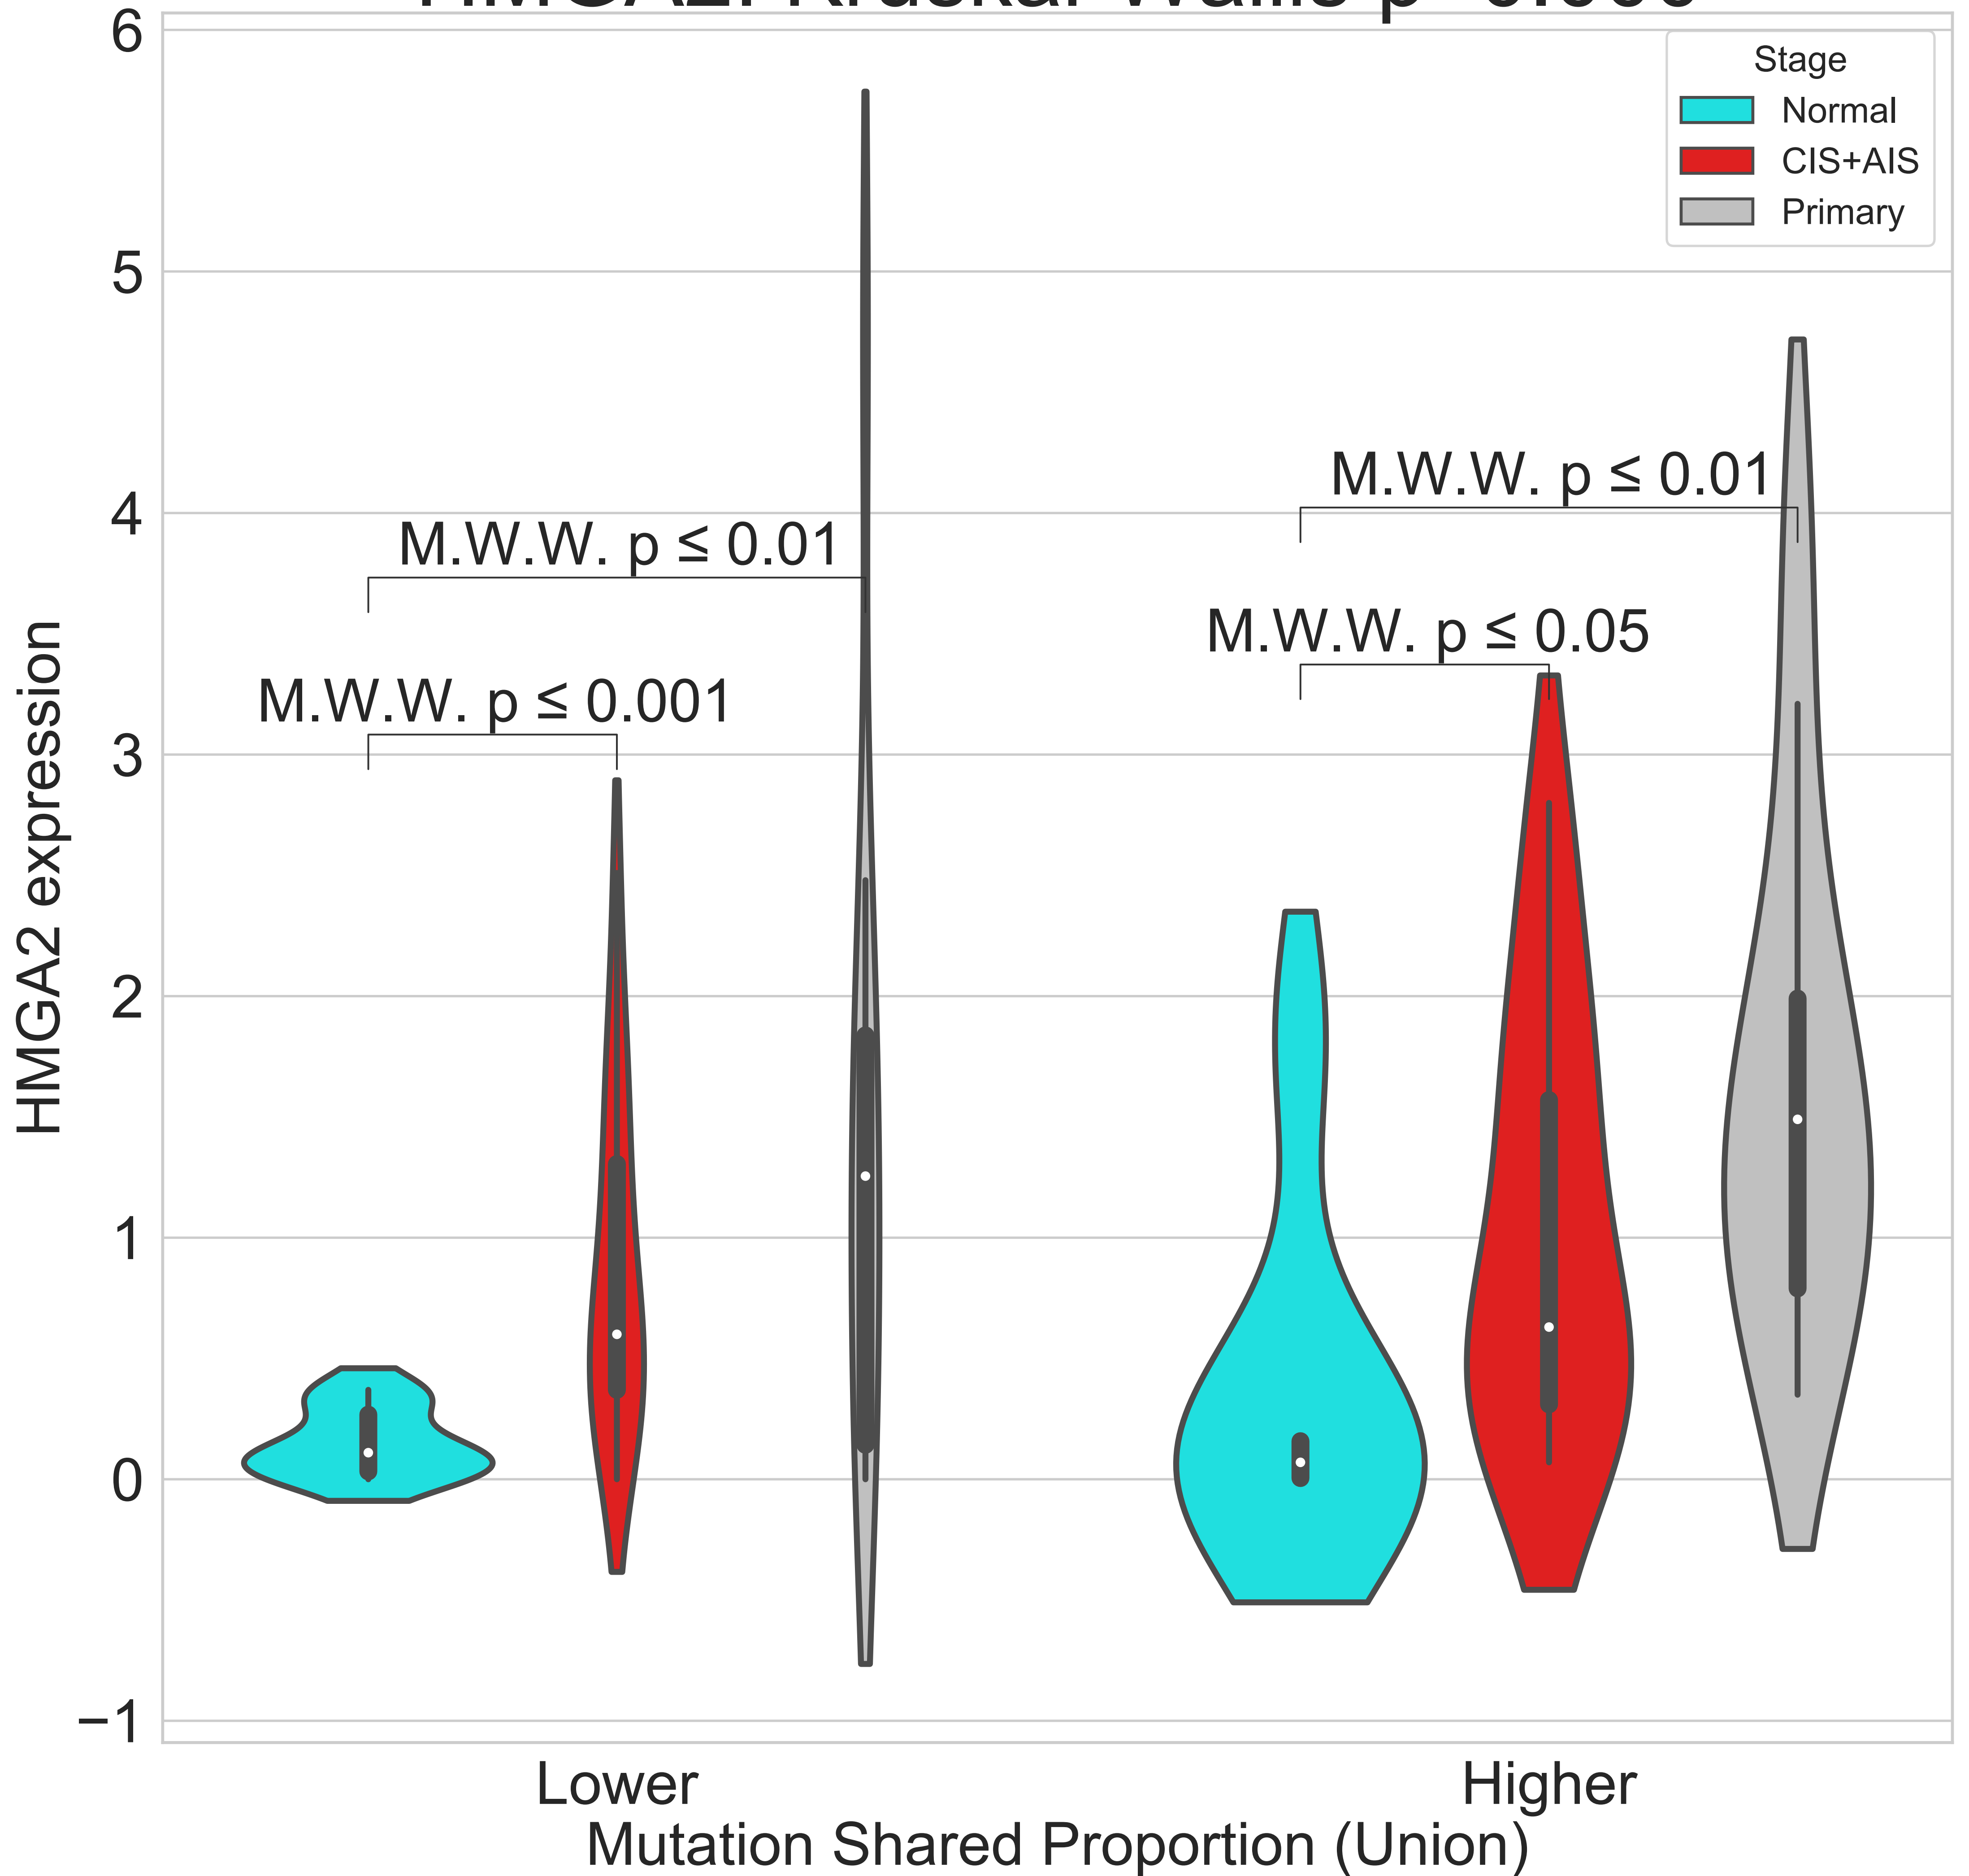 6
5
4
3
2
1
0
−1
HMGA2 expression
Stage
Normal
CIS+AIS
Primary
M.W.W. p ≤ 0.01
M.W.W. p ≤ 0.01
M.W.W. p ≤ 0.05
M.W.W. p ≤ 0.001
Lower
Higher
Mutation Shared Proportion (Union)